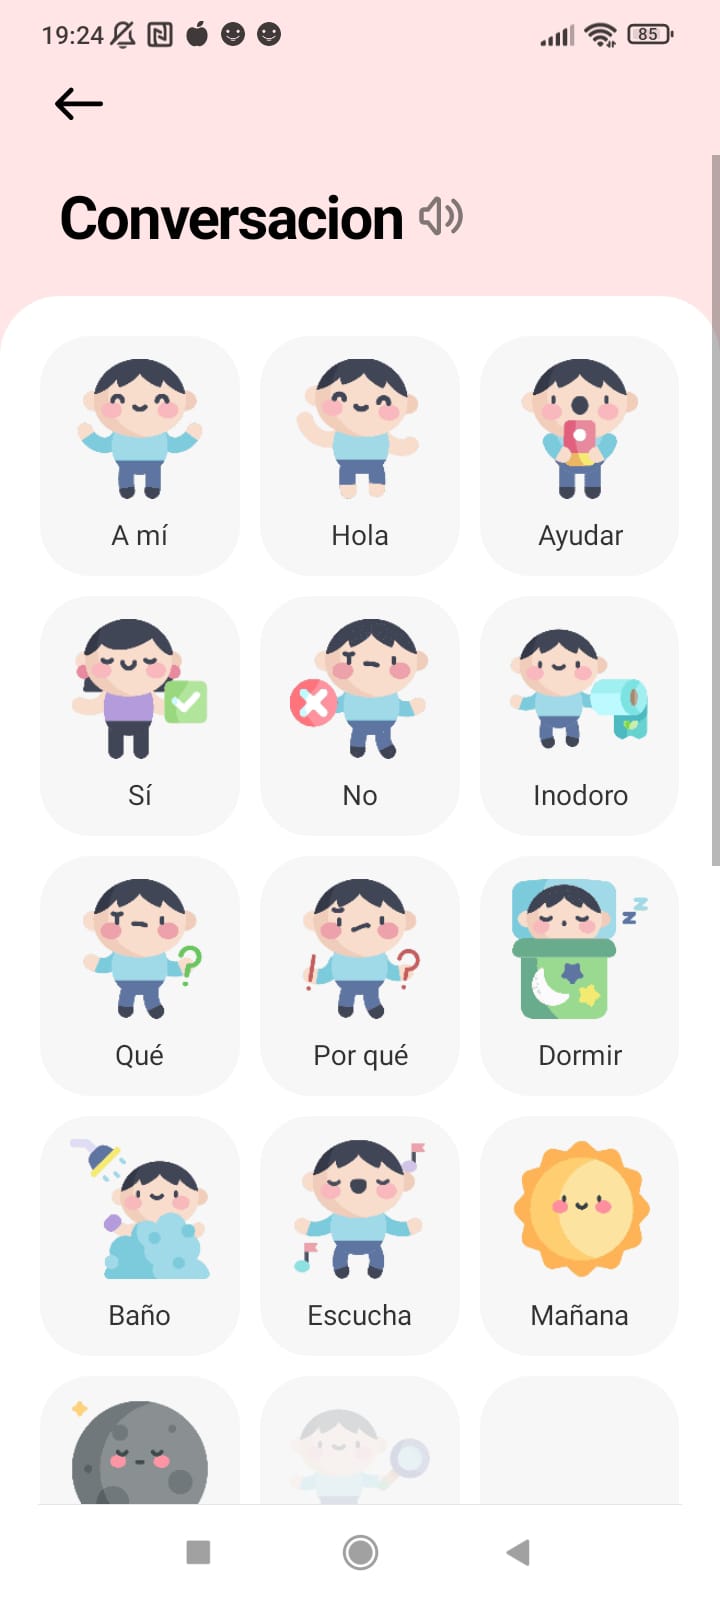 19:24
85
Conversacion
A mí
Hola
Ayudar
Sí
No
Inodoro
Qué
Por qué
Dormir
z z
Baño
Escucha
Mañana